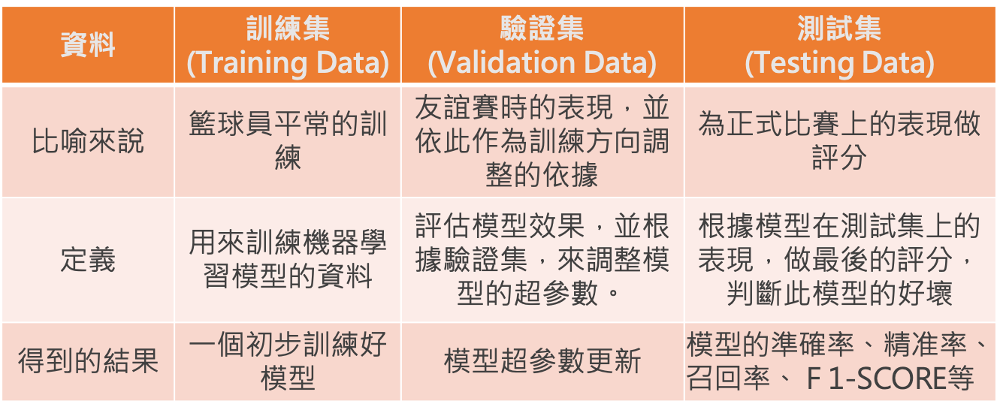 資料
訓練集
(Training Data)
驗證集
(Validation Data)
測試集
(Testing Data)
比喻來說
籃球員平常的訓
練
友誼賽時的表現，並
依此作為訓練方向調
整的依據
為正式比賽上的表現做
評分
定義
用來訓練機器學
習模型的資料
評估模型效果，並根
據驗證集，來調整模
型的超參數。
根據模型在測試集上的
表現，做最後的評分，
判斷此模型的好壞
得到的結果
一個初步訓練好
模型
模型超參數更新
模型的準確率、精准率、
召回率、F 1-SCORE等